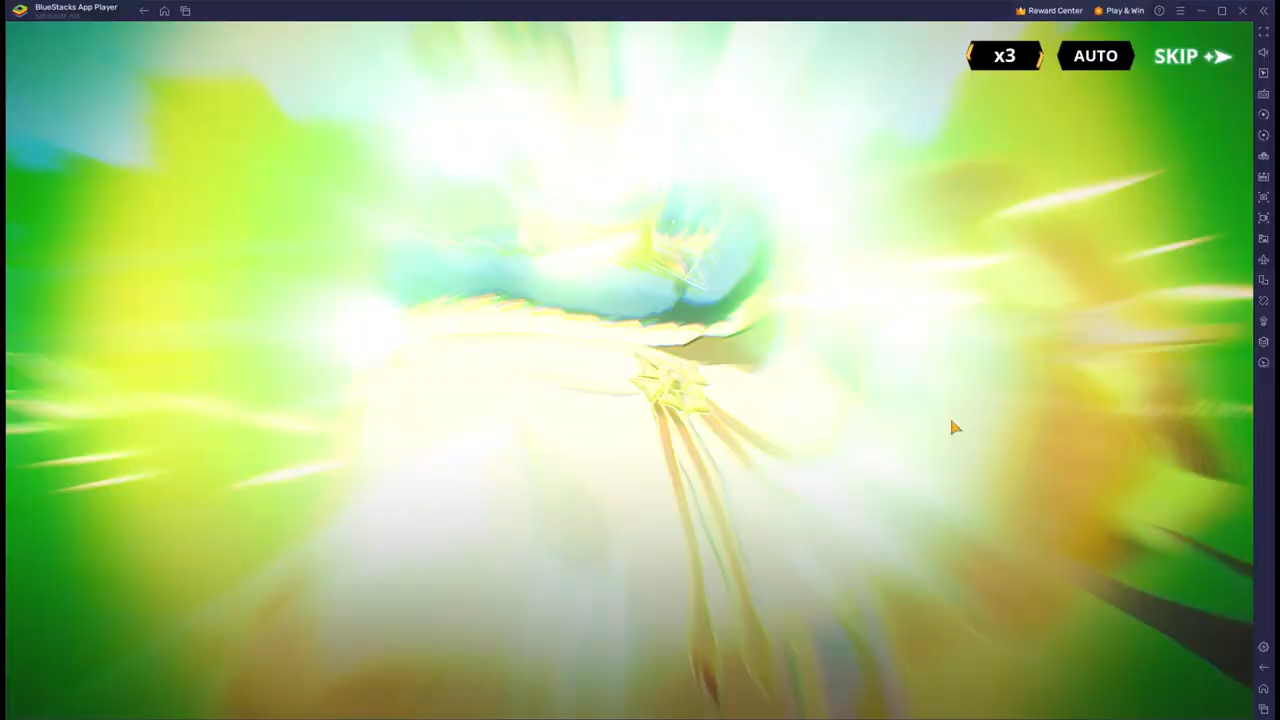 BlueStacks App Player
Reward Center
Play & Win
x3
AUTO
SKIP